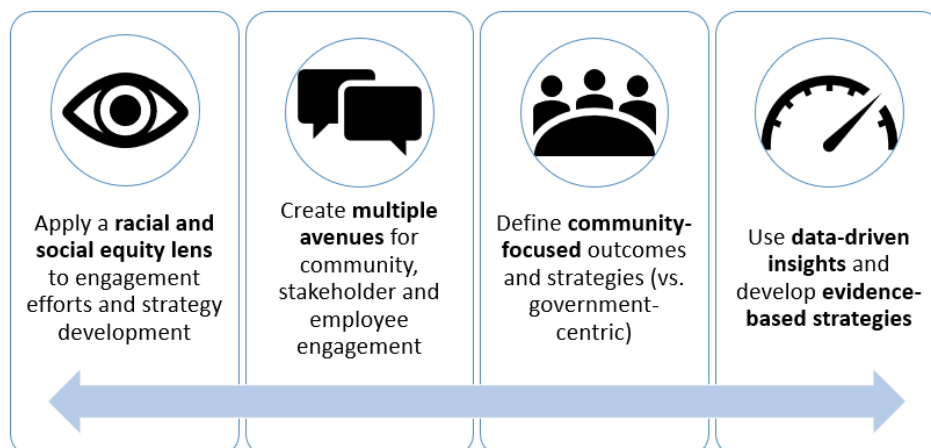 Apply a racial and
social equity lens
to engagement
efforts and strategy
development
Create multiple
avenues for
community,
stakeholder and
employee
engagement
Define community-
focused outcomes
and strategies (vs.
government-
centric)
Use data-driven
insights and
develop evidence-
based strategies